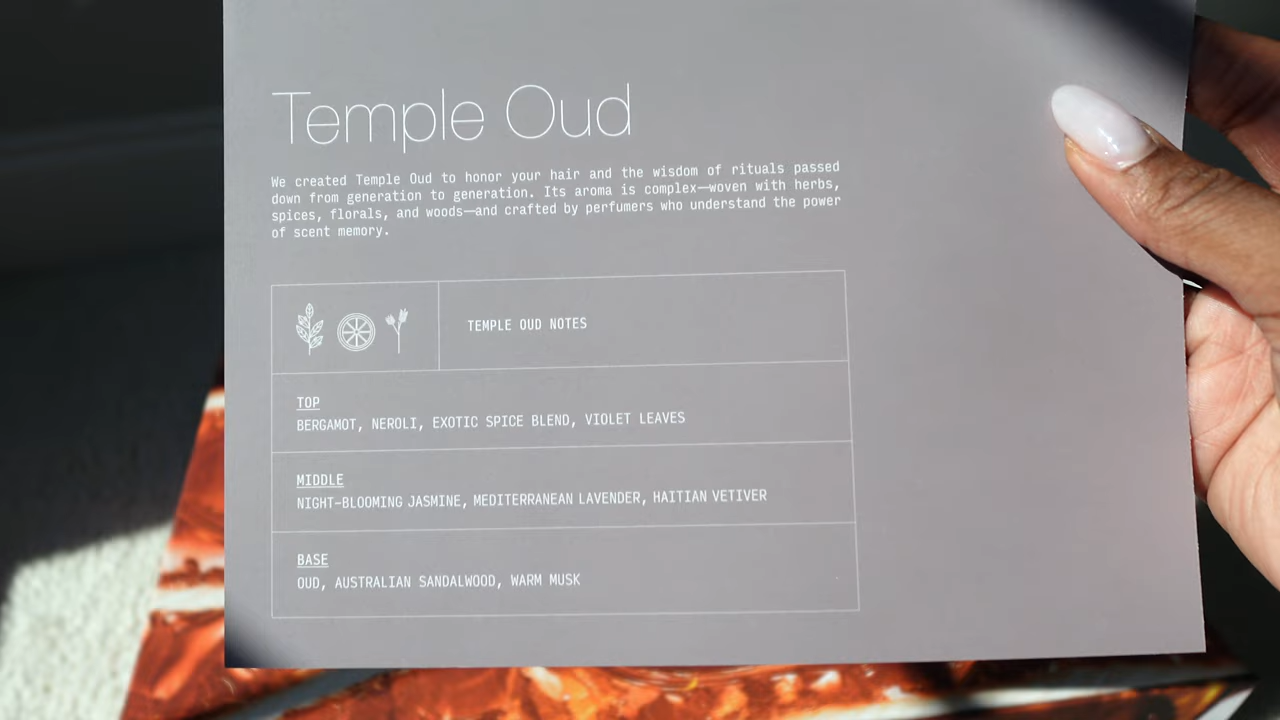 Temple Oud
We created Temple Oud to honor your hair and the wisdom of rituals passed
down from generation to generation. Its aroma is complex—woven with herbs,
spices, florals, and woods—and crafted by perfumers who understand the power
of scent memory.
TEMPLE OUD NOTES
TOP
BERGAMOT, NEROLI, EXOTIC SPICE BLEND, VIOLET LEAVES
MIDDLE
NIGHT-BLOOMING JASMINE, MEDITERRANEAN LAVENDER, HAITIAN VETIVER
BASE
OUD, AUSTRALIAN SANDALWOOD, WARM MUSK